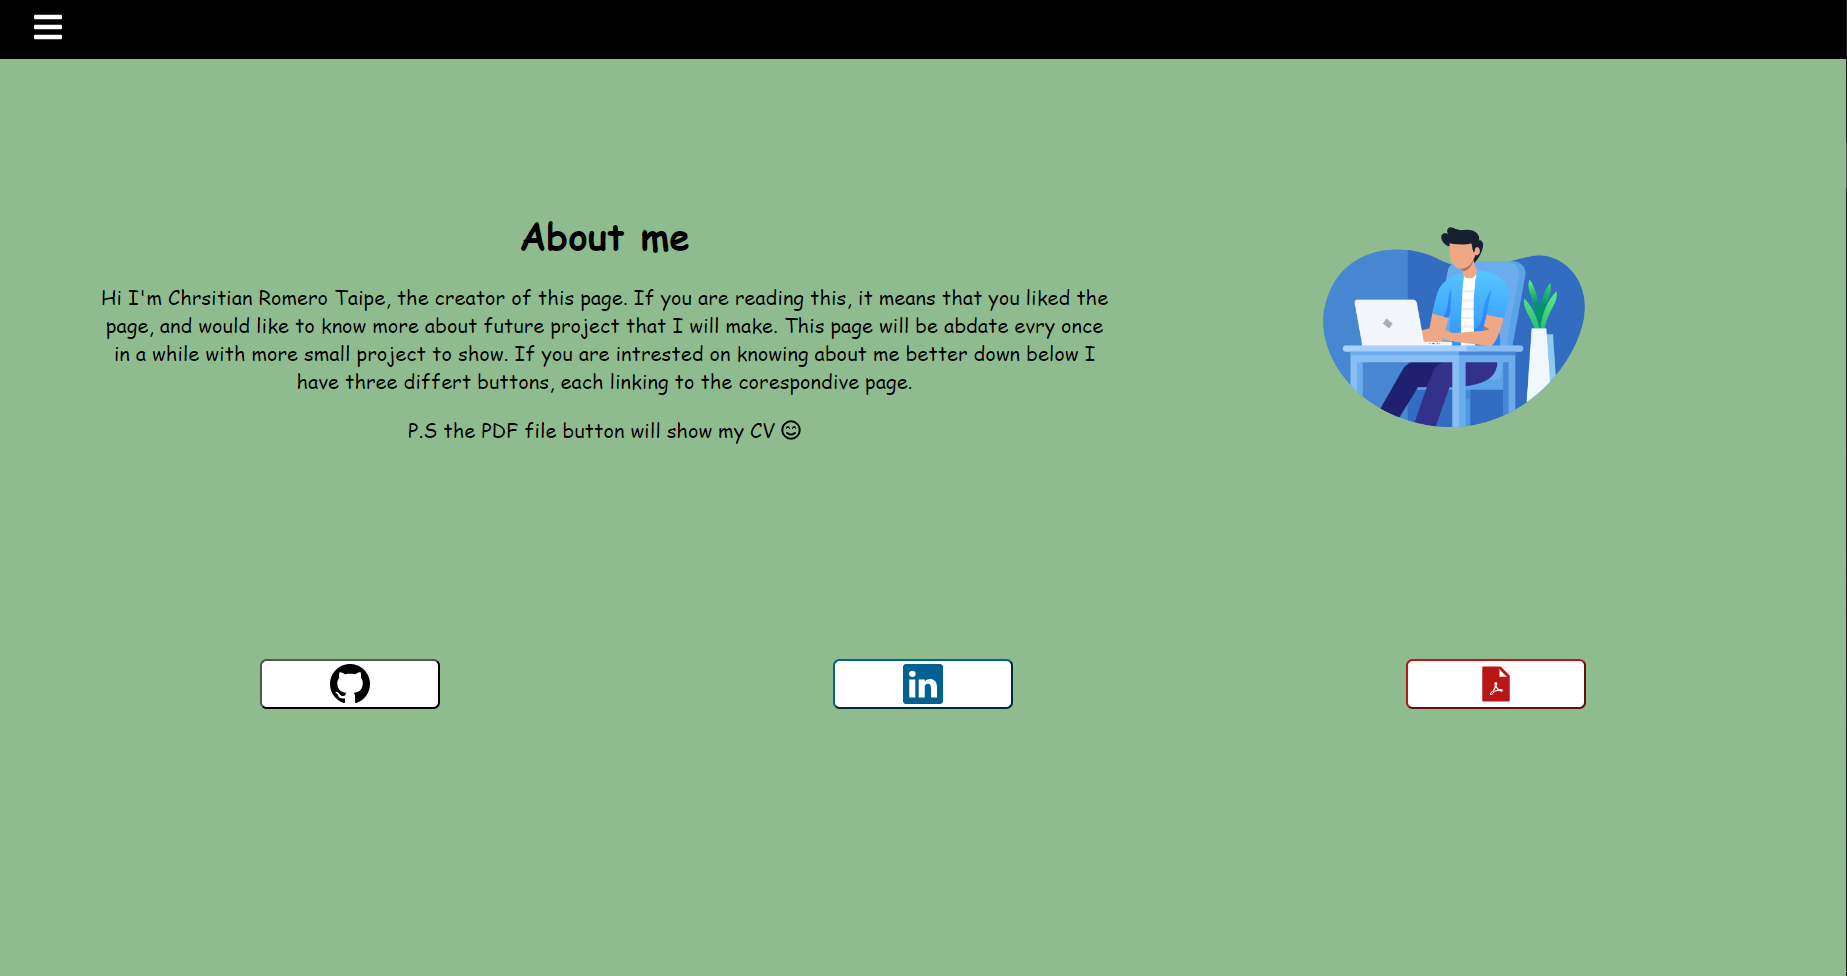 About me
Hi I'm Chrsitian Romero Taipe, the creator of this page. If you are reading this, it means that you liked the
page, and would like to know more about future project that I will make. This page will be abdate evry once
in a while with more small project to show. If you are intrested on knowing about me better down below I
have three differt buttons, each linking to the corespondive page.
P.S the PDF file button will show my CV 😊
in